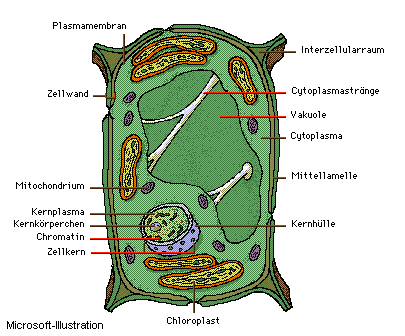 Plasmamembran
Interzellularraum
Zellwand
Cytoplasmastränge
Vakuole
Cytoplasma
Mittellamelle
Mitochondrium
Kernplasma
Kernkörperchen
Kernhülle
Chromatin
Zellkern
Chloroplast
Microsoft-Illustration